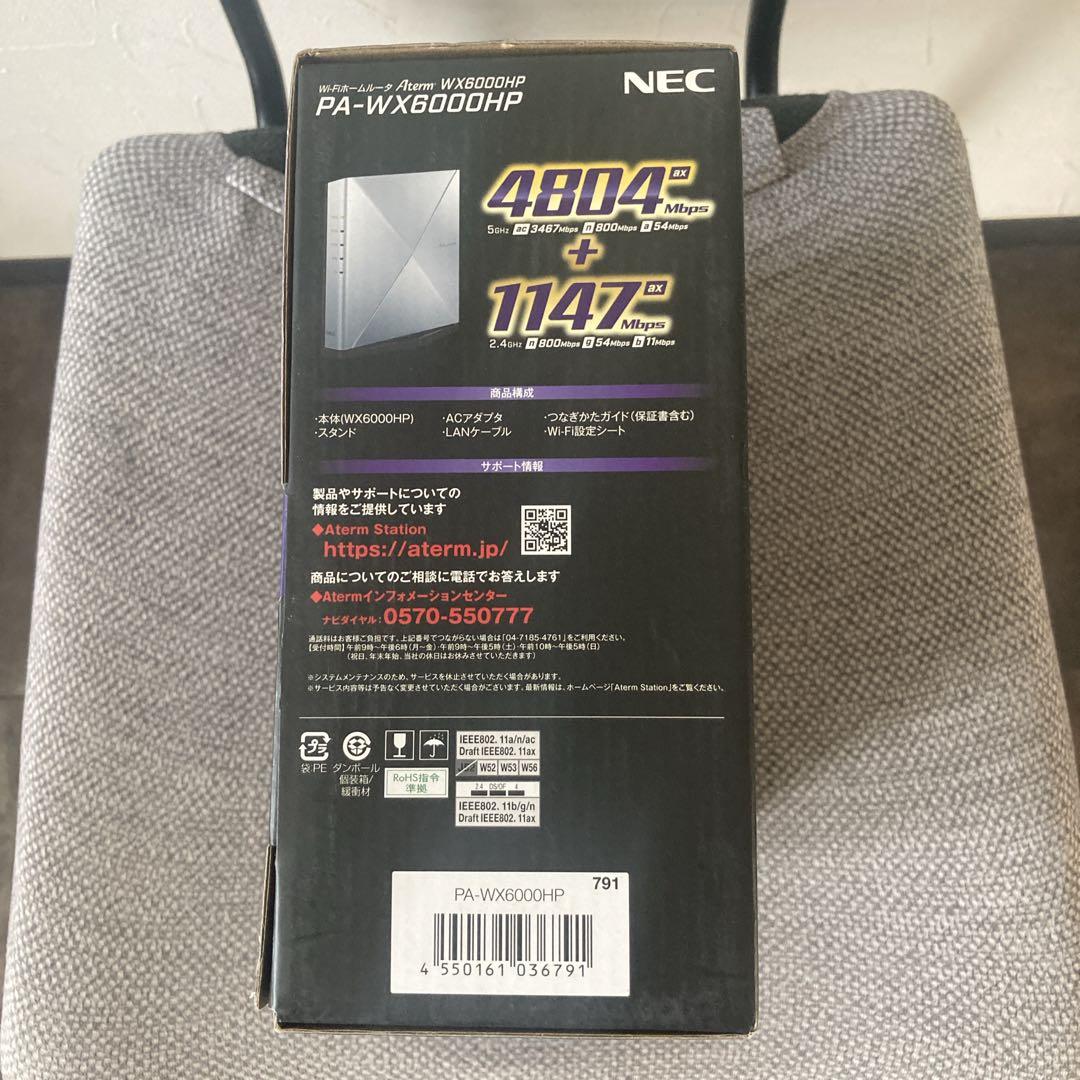 Wi-Fiホームルータ Aterm WX6000HP
PA-WX6000HP
NEC
4804 Mbps ax
5GHz ac 3467Mbps n 800Mbps a 54Mbps
+
1147 Mbps ax
2.4GHz n 800Mbps g 54Mbps b 11Mbps
商品構成
・本体(WX6000HP) ・ACアダプタ ・つなぎかたガイド(保証書含む)
・スタンド ・LANケーブル ・Wi-Fi設定シート
サポート情報
製品やサポートについての
情報をご提供しています
◆Aterm Station
https://aterm.jp/
商品についてのご相談に電話でお答えします
◆Atermインフォメーションセンター
ナビダイヤル:0570-550777
通話料はお客様ご負担です。上記番号でつながらない場合は「04-7185-4761」をご利用ください。
【受付時間】午前9時～午後6時(月～金)・午前9時～午後5時(土)・午前10時～午後5時(日)
(祝日、年末年始、当社の休日はお休みさせていただきます)
※システムメンテナンスのため、サービスを休止させていただく場合があります。
※サービス内容等は予告なく変更させていただく場合がございます。最新情報は、ホームページ「Aterm Station」をご覧ください。
プラ
袋:PE
ダンボール
個装箱/
緩衝材
RoHS指令
準拠
IEEE802.11a/n/ac
Draft IEEE802.11ax
J52 W52 W53 W56
2.4 DS/OF 4
IEEE802.11b/g/n
Draft IEEE802.11ax
791
PA-WX6000HP
4 550161 036791